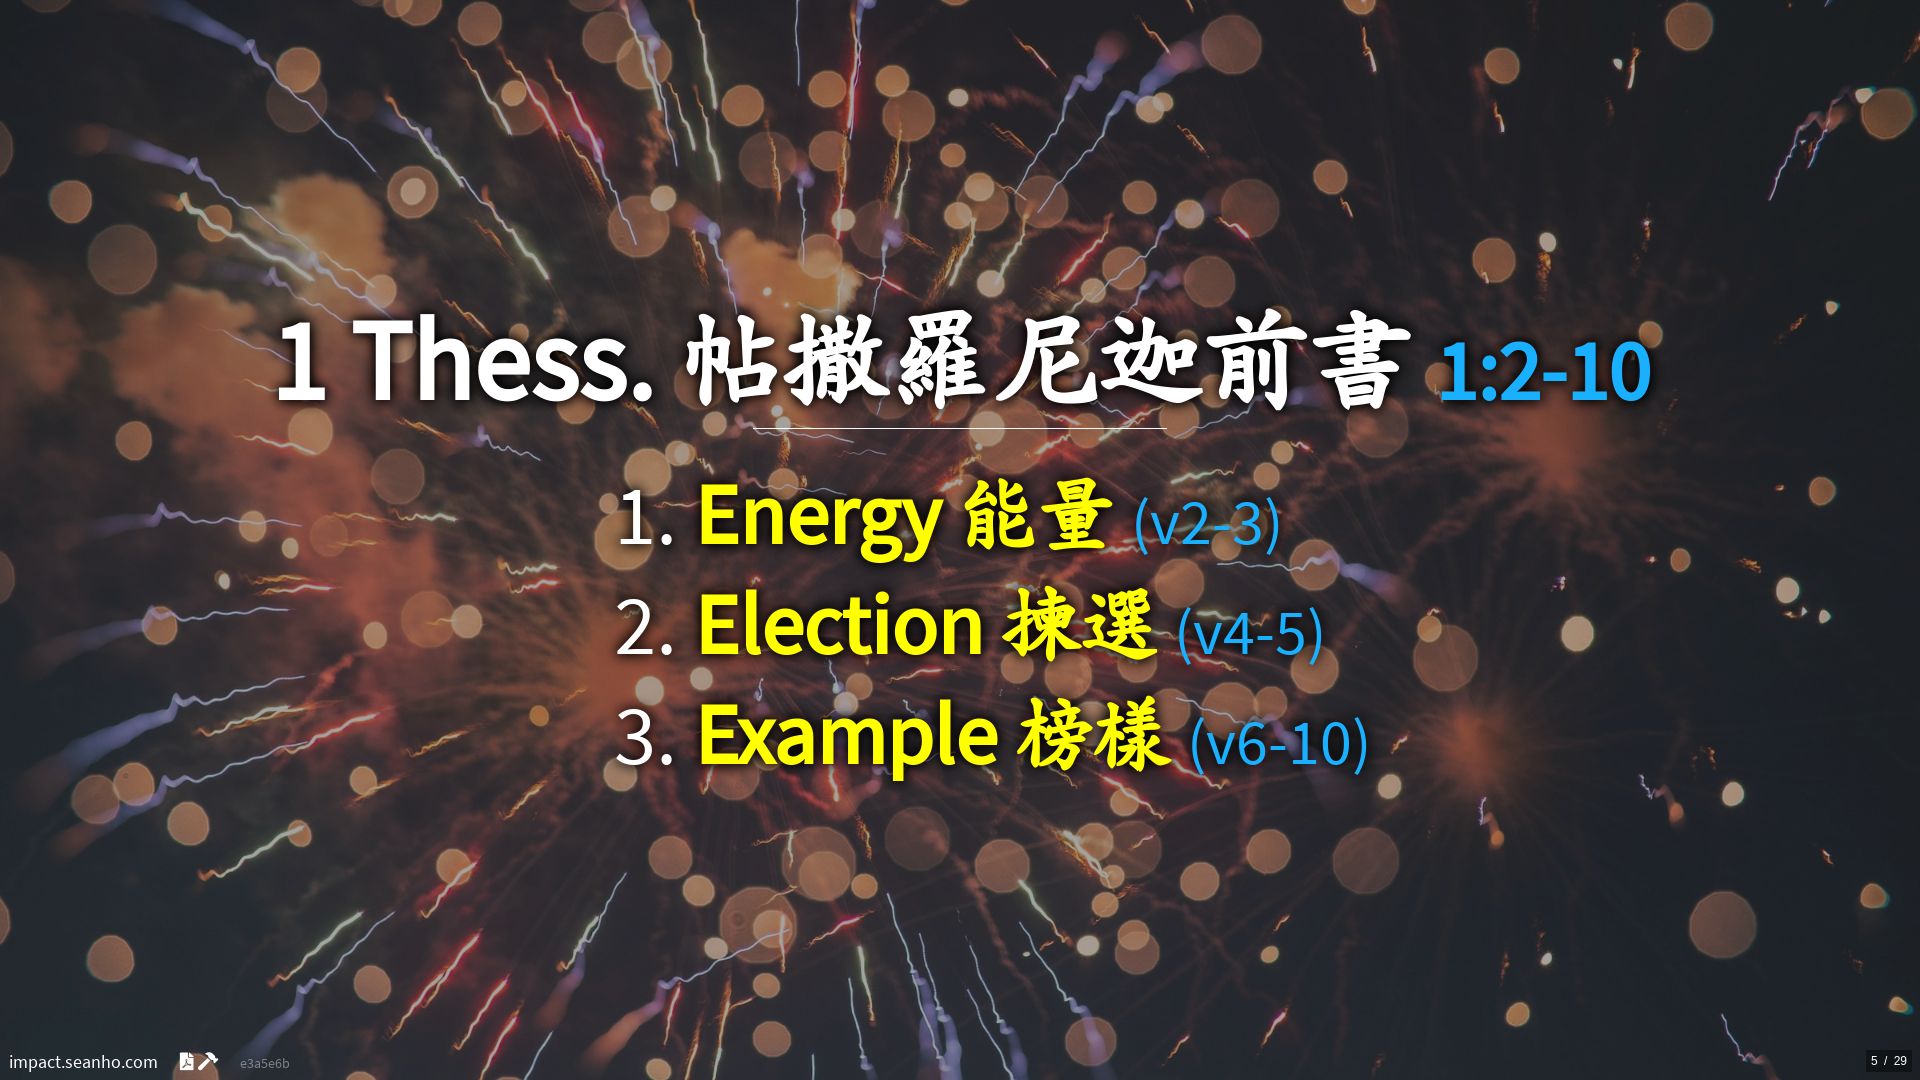 1 Thess. 帖撒羅尼迦前書 1:2-10
1. Energy 能量 (v2-3)
2. Election 揀選 (v4-5)
3. Example 榜樣 (v6-10)
impact.seanho.com e3a5e6b
5 / 29